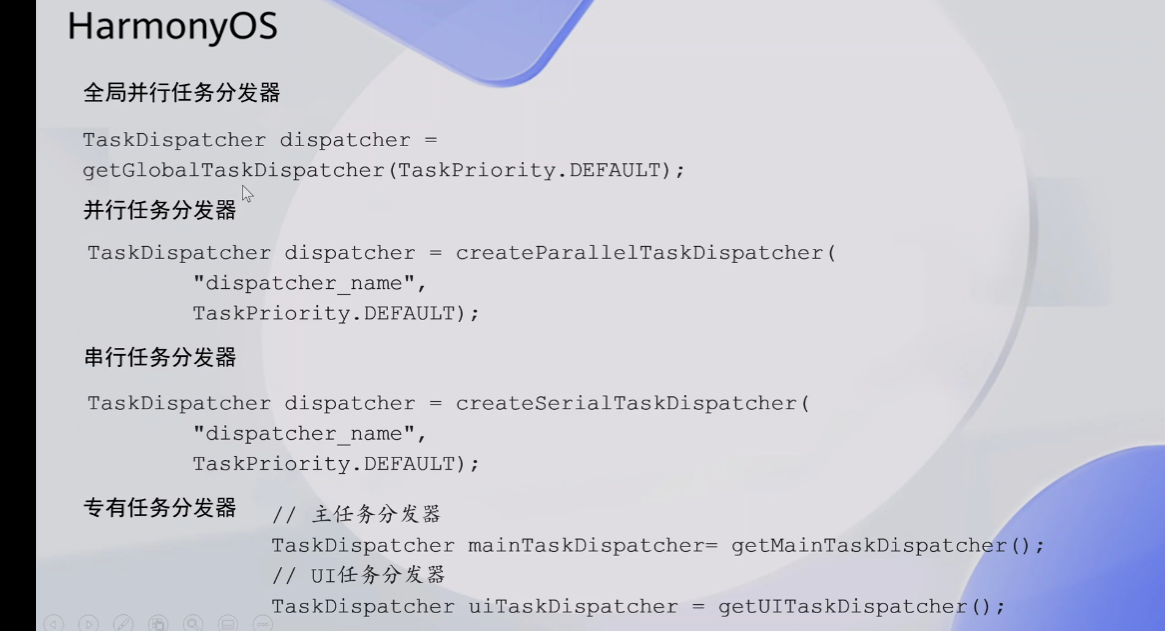 HarmonyOS
全局并行任务分发器
TaskDispatcher dispatcher =
getGlobalTaskDispatcher(TaskPriority.DEFAULT);
并行任务分发器
TaskDispatcher dispatcher = createParallelTaskDispatcher(
"dispatcher_name",
TaskPriority.DEFAULT);
串行任务分发器
TaskDispatcher dispatcher = createSerialTaskDispatcher(
"dispatcher_name",
TaskPriority.DEFAULT);
专有任务分发器
// 主任务分发器
TaskDispatcher mainTaskDispatcher= getMainTaskDispatcher();
// UI任务分发器
TaskDispatcher uiTaskDispatcher = getUITaskDispatcher();